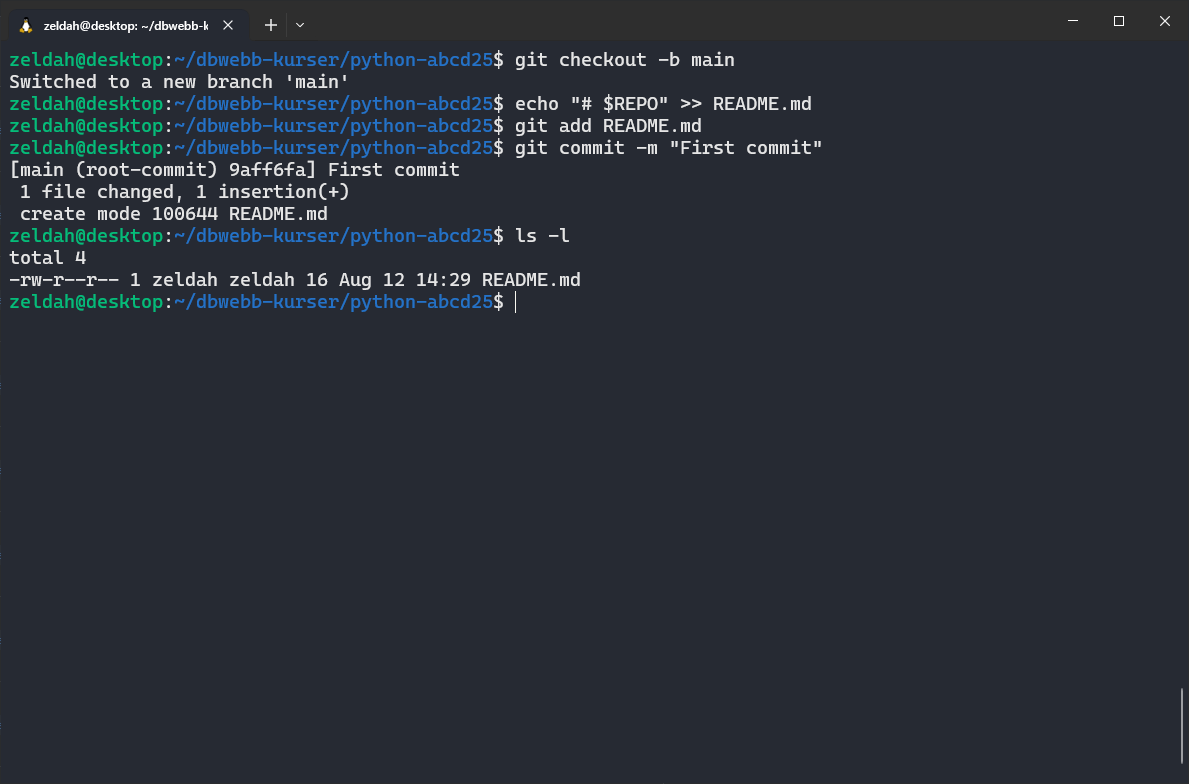 zeldah@desktop: ~/dbwebb-k
zeldah@desktop:~/dbwebb-kurser/python-abcd25$ git checkout -b main
Switched to a new branch 'main'
zeldah@desktop:~/dbwebb-kurser/python-abcd25$ echo "# $REPO" >> README.md
zeldah@desktop:~/dbwebb-kurser/python-abcd25$ git add README.md
zeldah@desktop:~/dbwebb-kurser/python-abcd25$ git commit -m "First commit"
[main (root-commit) 9aff6fa] First commit
 1 file changed, 1 insertion(+)
 create mode 100644 README.md
zeldah@desktop:~/dbwebb-kurser/python-abcd25$ ls -l
total 4
-rw-r--r-- 1 zeldah zeldah 16 Aug 12 14:29 README.md
zeldah@desktop:~/dbwebb-kurser/python-abcd25$